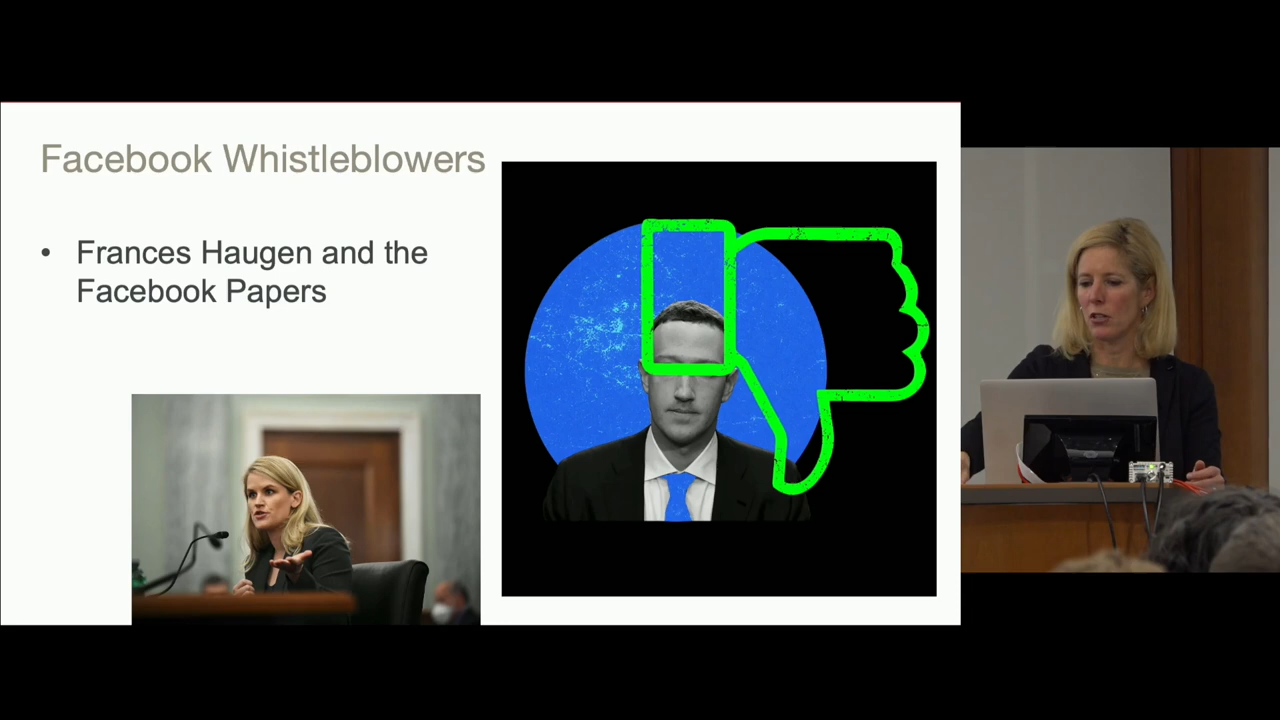 Facebook Whistleblowers
• Frances Haugen and the
Facebook Papers